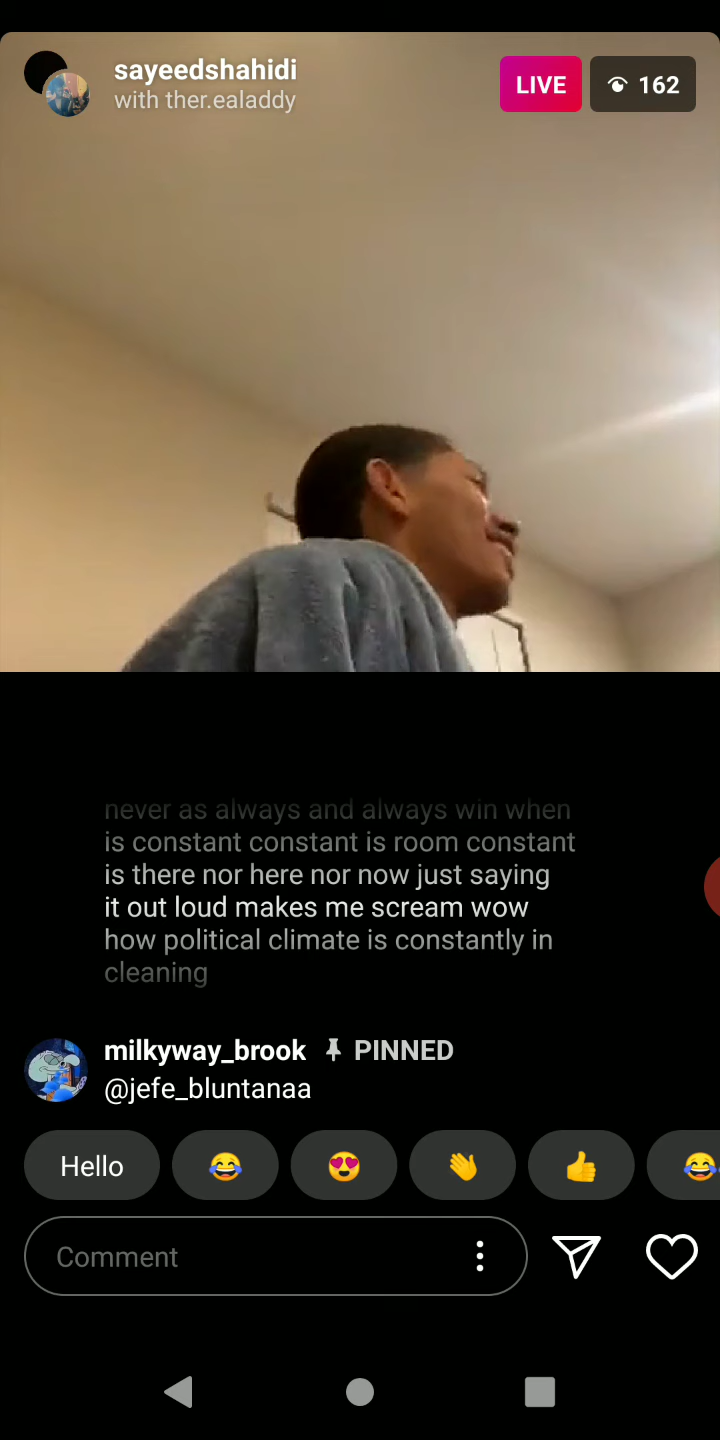 sayeedshahidi
with ther.ealaddy
LIVE
162
never as always and always win when
is constant constant is room constant
is there nor here nor now just saying
it out loud makes me scream wow
how political climate is constantly in
cleaning
milkyway_brook PINNED
@jefe_bluntanaa
Hello
Comment